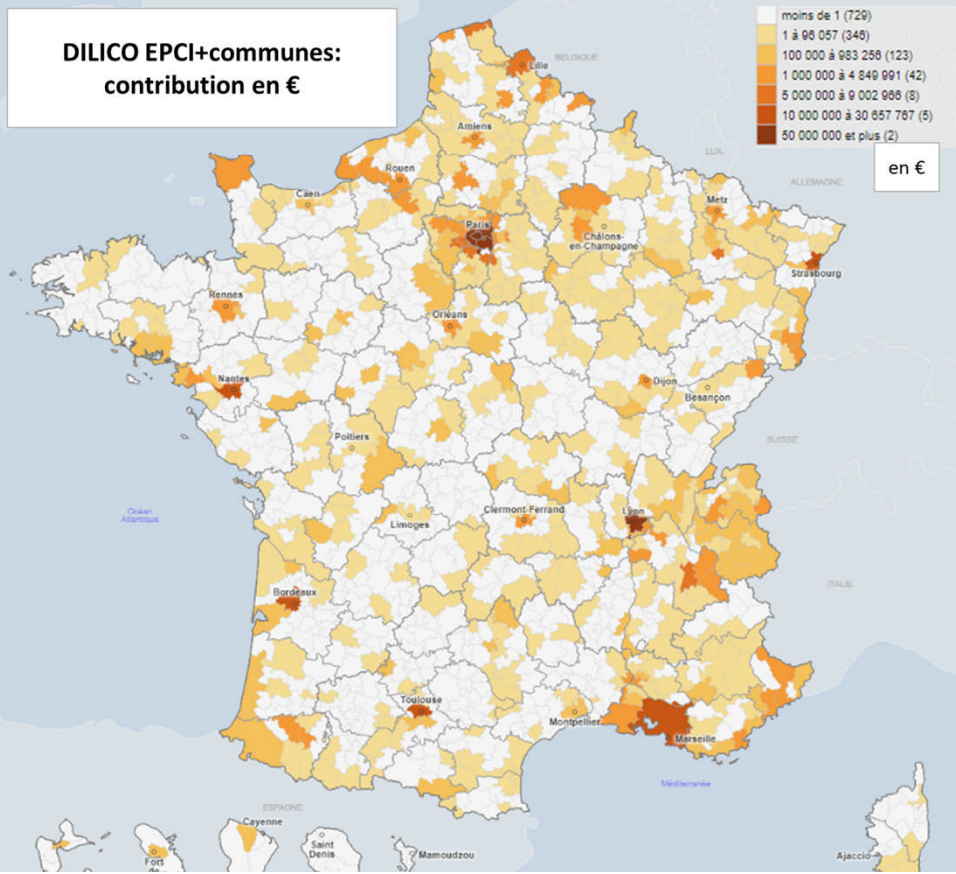 DILICO EPCI+communes:
contribution en €
moins de 1 (729)
1 à 96 057 (346)
100 000 à 983 256 (123)
1 000 000 à 4 849 991 (42)
5 000 000 à 9 002 966 (8)
10 000 000 à 30 657 767 (5)
50 000 000 et plus (2)
en €
BELGIQUE
Lille
Amiens
LUX.
ALLEMAGNE
Rouen
Caen
Metz
Paris
Châlons-
en-Champagne
Strasbourg
Rennes
Orléans
Nantes
Dijon
Besançon
SUISSE
Poitiers
Océan
Atlantique
Limoges
Clermont-Ferrand
Lyon
ITALIE
Bordeaux
Toulouse
Montpellier
Marseille
Méditerranée
ESPAGNE
Cayenne
Saint
Denis
Fort
de
Mamoudzou
Ajaccio